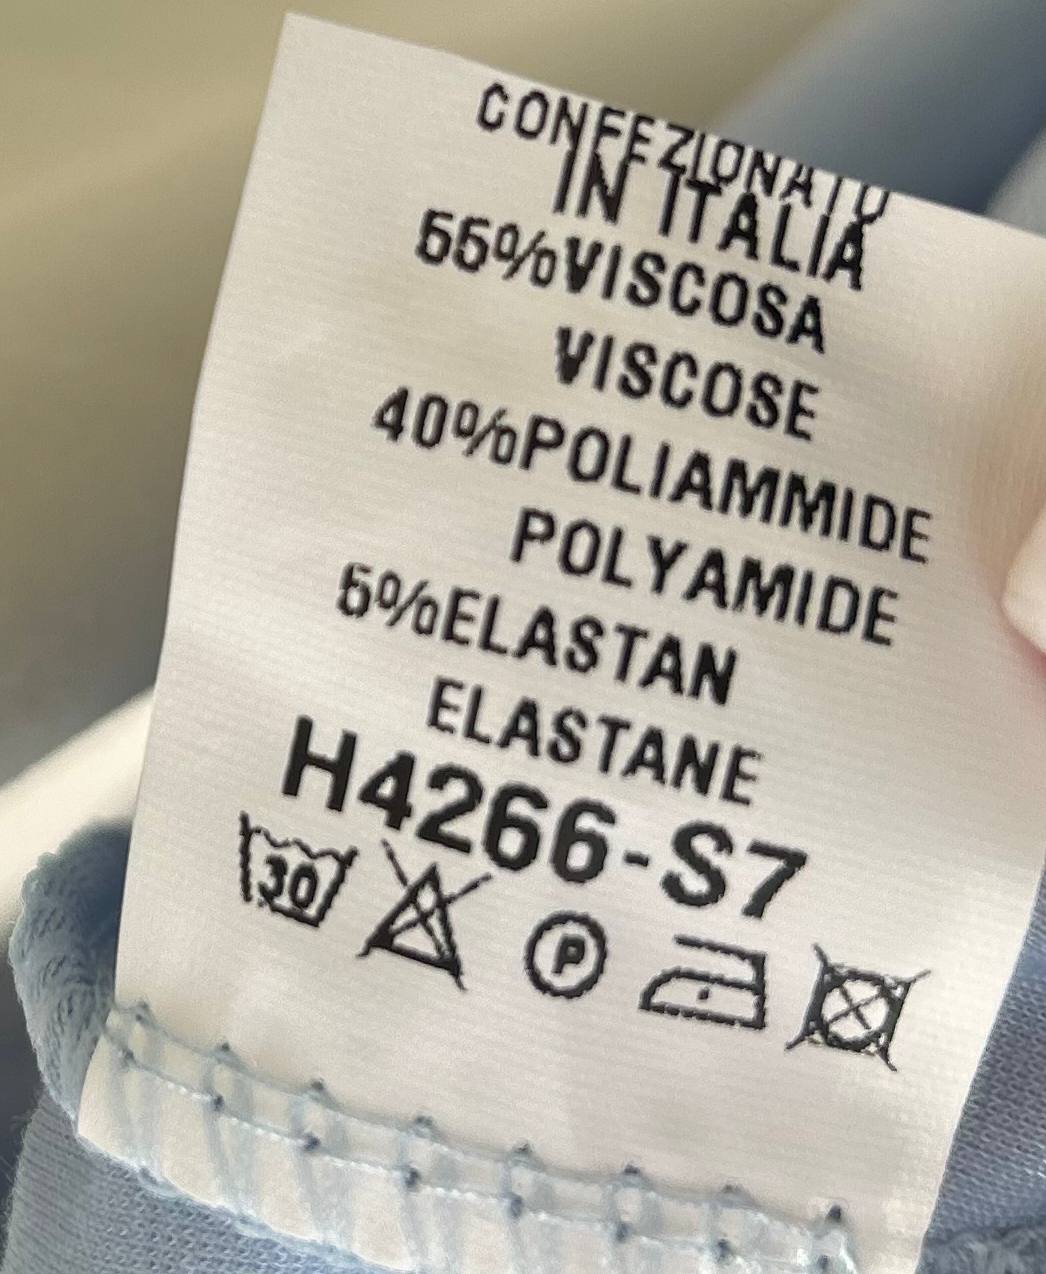 CONFEZIONATO
IN ITALIA
55%VISCOSA
VISCOSE
40%POLIAMMIDE
POLYAMIDE
5%ELASTAN
ELASTANE
H4266-S7
30 P